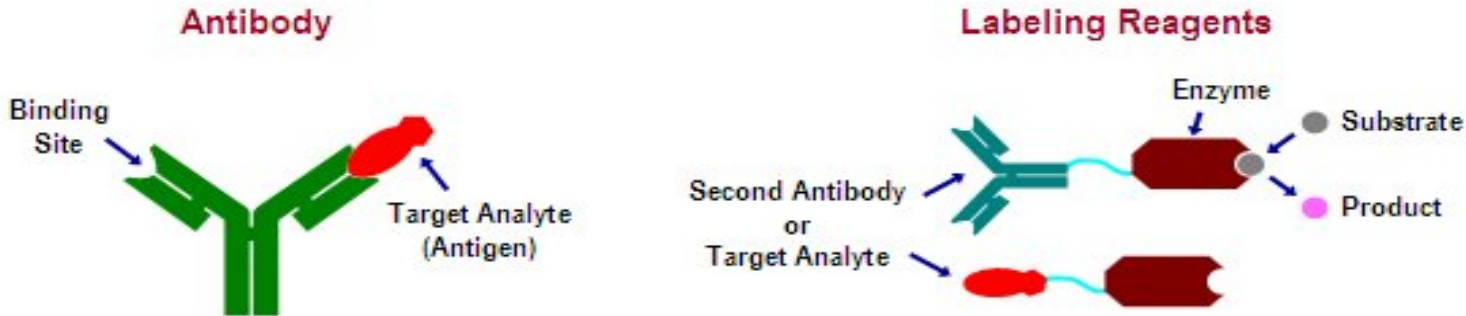 Antibody
Binding
Site
Target Analyte
(Antigen)
Labeling Reagents
Enzyme
Substrate
Second Antibody
or
Target Analyte
Product